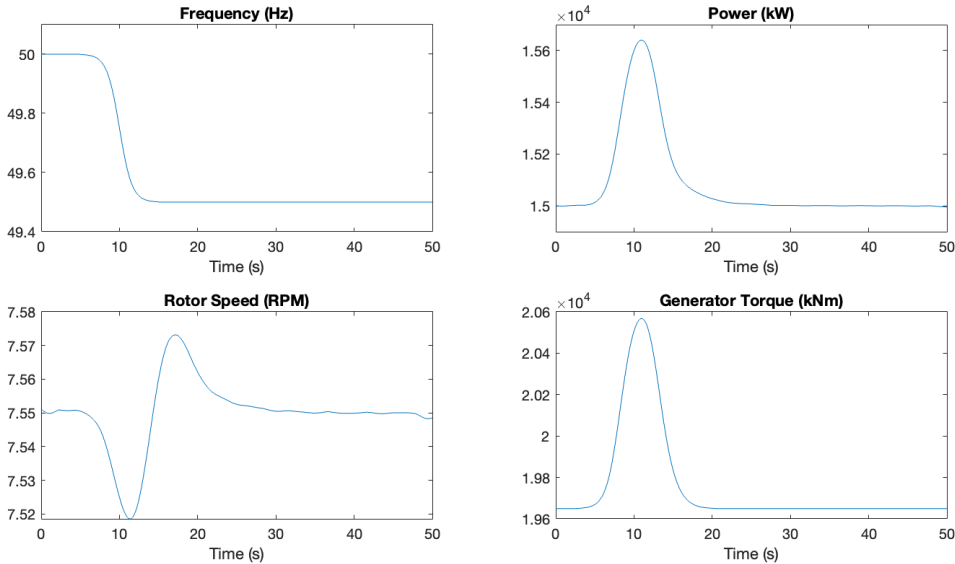 Frequency (Hz)
50
49.8
49.6
49.4
0 10 20 30 40 50
Time (s)
Power (kW)
×10⁴
1.56
1.54
1.52
1.5
0 10 20 30 40 50
Time (s)
Rotor Speed (RPM)
7.58
7.57
7.56
7.55
7.54
7.53
7.52
0 10 20 30 40 50
Time (s)
Generator Torque (kNm)
×10⁴
2.06
2.04
2.02
2
1.98
1.96
0 10 20 30 40 50
Time (s)